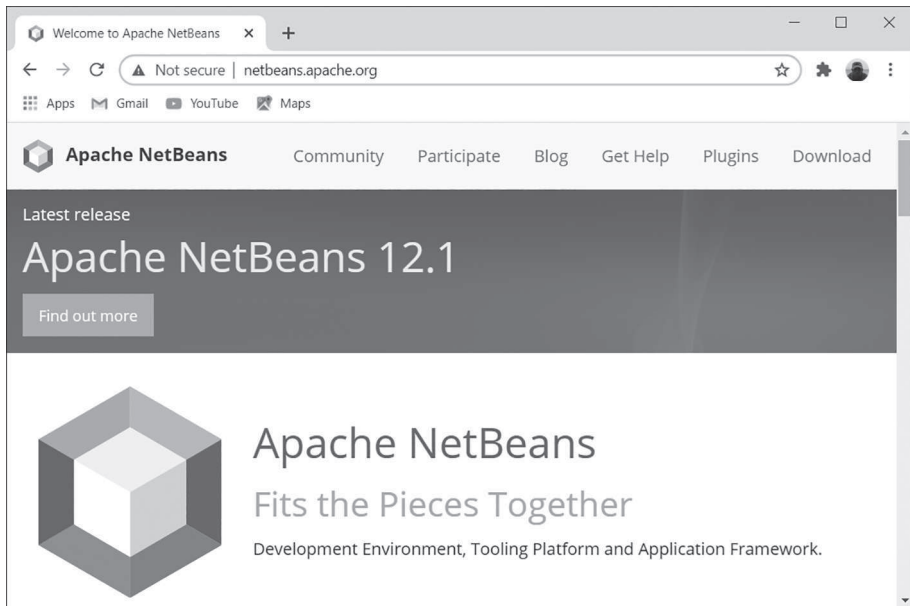 Welcome to Apache NetBeans
Not secure | netbeans.apache.org
Apps Gmail YouTube Maps
Apache NetBeans Community Participate Blog Get Help Plugins Download
Latest release
Apache NetBeans 12.1
Find out more
Apache NetBeans
Fits the Pieces Together
Development Environment, Tooling Platform and Application Framework.